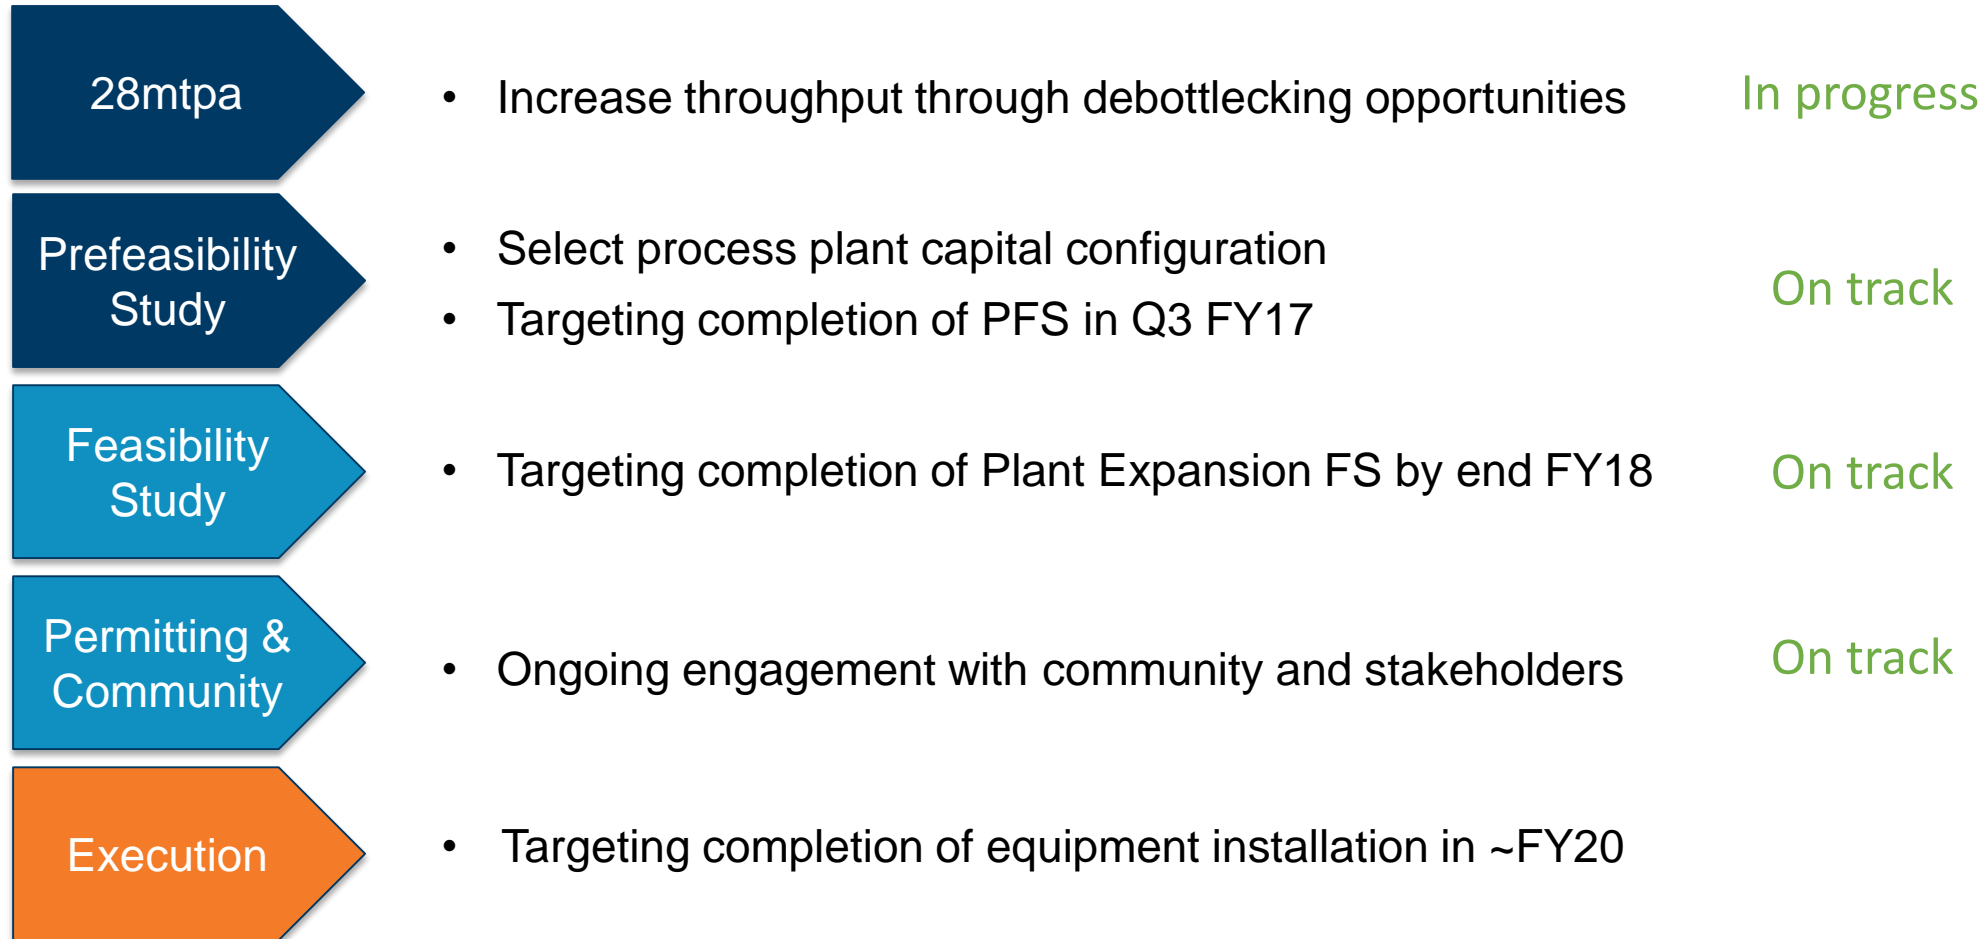 28mtpa
• Increase throughput through debottlecking opportunities
In progress
Prefeasibility
Study
• Select process plant capital configuration
• Targeting completion of PFS in Q3 FY17
On track
Feasibility
Study
• Targeting completion of Plant Expansion FS by end FY18
On track
Permitting &
Community
• Ongoing engagement with community and stakeholders
On track
Execution
• Targeting completion of equipment installation in ~FY20